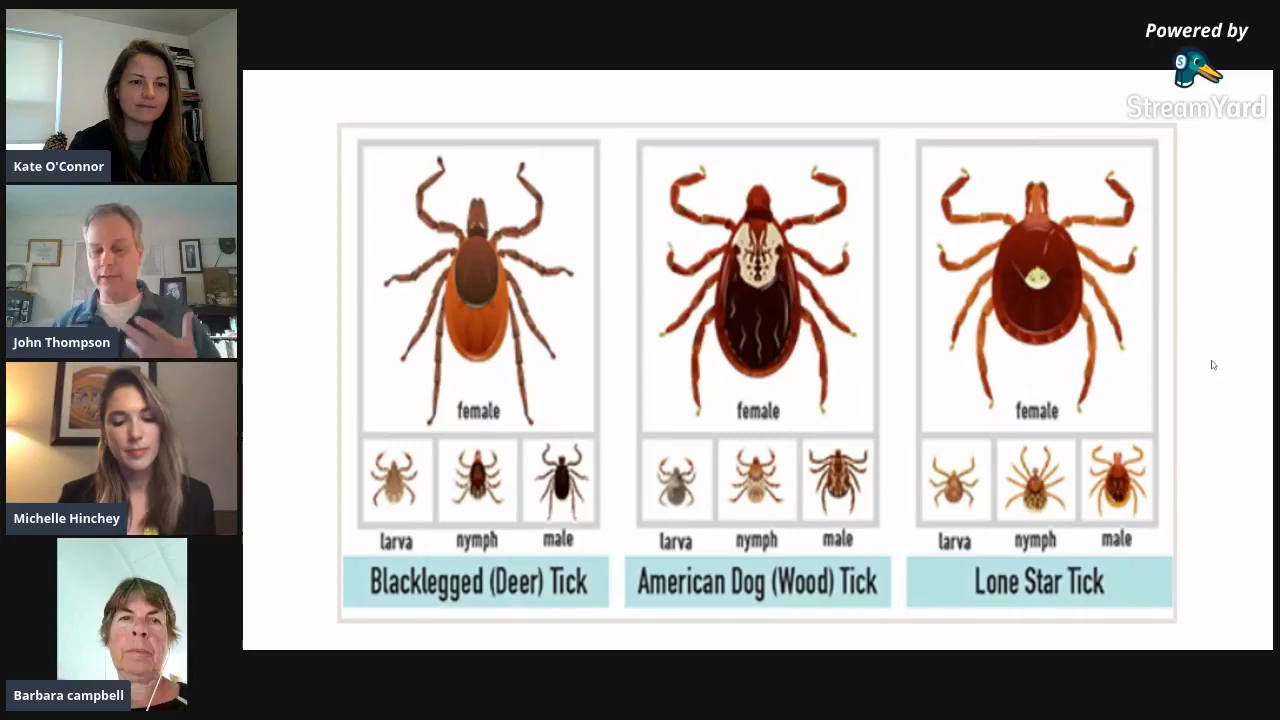 Powered by
StreamYard
Kate O'Connor
John Thompson
Michelle Hinchey
Barbara campbell
female
female
female
larva
nymph
male
larva
nymph
male
larva
nymph
male
Blacklegged (Deer) Tick
American Dog (Wood) Tick
Lone Star Tick